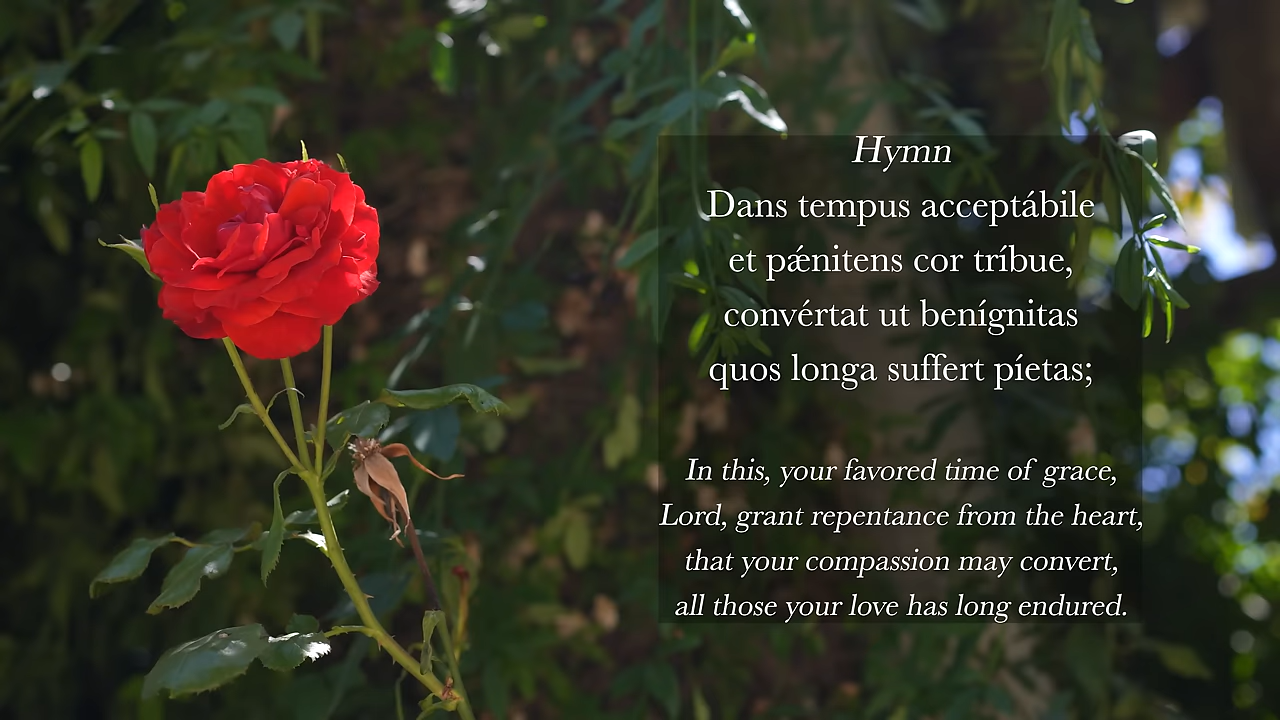 Hymn
Dans tempus acceptábile
et pǽnitens cor tríbue,
convértat ut benígnitas
quos longa suffert píetas;
In this, your favored time of grace,
Lord, grant repentance from the heart,
that your compassion may convert,
all those your love has long endured.